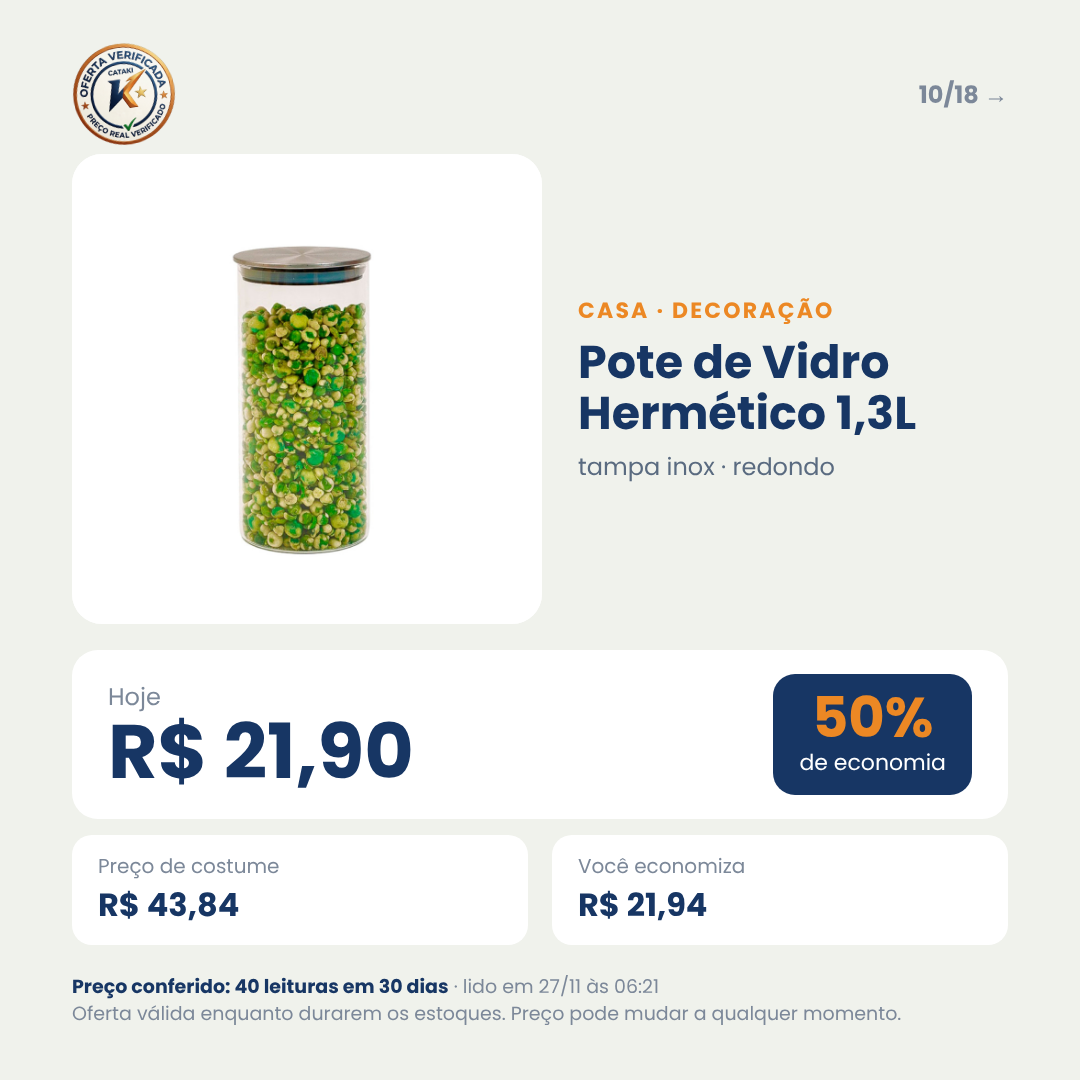 OFERTA VERIFICADA
CATAKI
K
PREÇO REAL VERIFICADO
10/18 →
CASA · DECORAÇÃO
Pote de Vidro
Hermético 1,3L
tampa inox · redondo
Hoje
R$ 21,90
50%
de economia
Preço de costume
R$ 43,84
Você economiza
R$ 21,94
Preço conferido: 40 leituras em 30 dias · lido em 27/11 às 06:21
Oferta válida enquanto durarem os estoques. Preço pode mudar a qualquer momento.